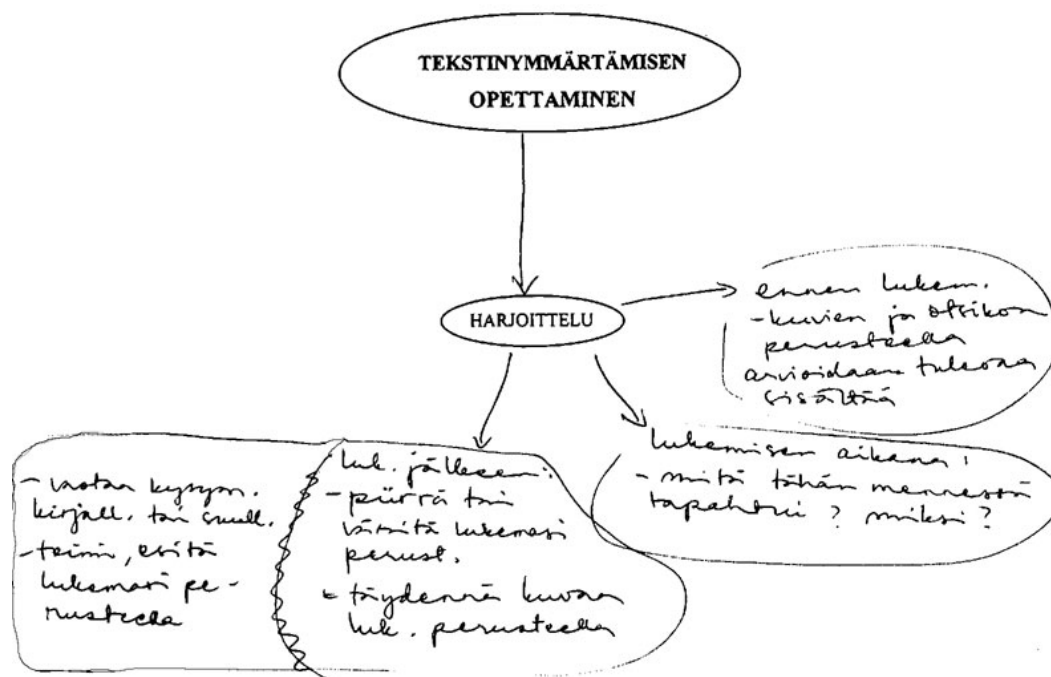 TEKSTINYMMÄRTÄMISEN
OPETTAMINEN
HARJOITTELU
ennen lukem.
- kuvien ja otsikon
perusteella
arvioidaan tulevaa
sisältöä
lukemisen aikana:
- mitä tähän mennessä
tapahtui? miksi?
luk. jälkeen:
- piirrä tai
väritä lukemasi
perust.
- täydennä kuvaa
luk. perusteella
- vastaa kysym.
kirjall. tai suull.
- toimi, esitä
lukemasi pe-
rusteella